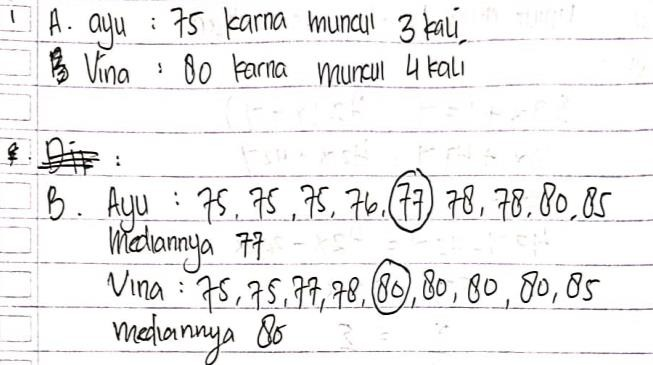 1 A. ayu : 75 karna muncul 3 kali.
Vina : 80 karna muncul 4 kali
:
B. Ayu : 75, 75, 75, 76, 77 78, 78, 80, 85
mediannya 77
Vina : 75, 75, 77, 78, 80, 80, 80, 80, 85
mediannya 80